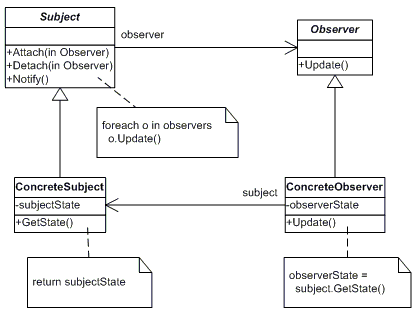 Subject
+Attach(in Observer)
+Detach(in Observer)
+Notify()
observer
Observer
+Update()
foreach o in observers
o.Update()
ConcreteSubject
-subjectState
+GetState()
subject
ConcreteObserver
-observerState
+Update()
return subjectState
observerState =
subject.GetState()